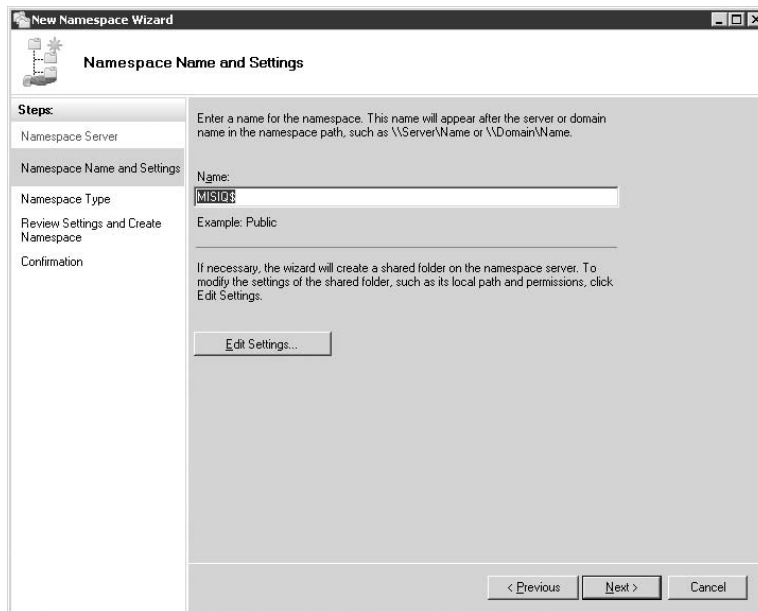 New Namespace Wizard
Namespace Name and Settings
Steps:
Namespace Server
Namespace Name and Settings
Namespace Type
Review Settings and Create
Namespace
Confirmation
Enter a name for the namespace. This name will appear after the server or domain
name in the namespace path, such as \\Server\Name or \\Domain\Name.
Name:
MISIQ$
Example: Public
If necessary, the wizard will create a shared folder on the namespace server. To
modify the settings of the shared folder, such as its local path and permissions, click
Edit Settings.
Edit Settings...
< Previous
Next >
Cancel